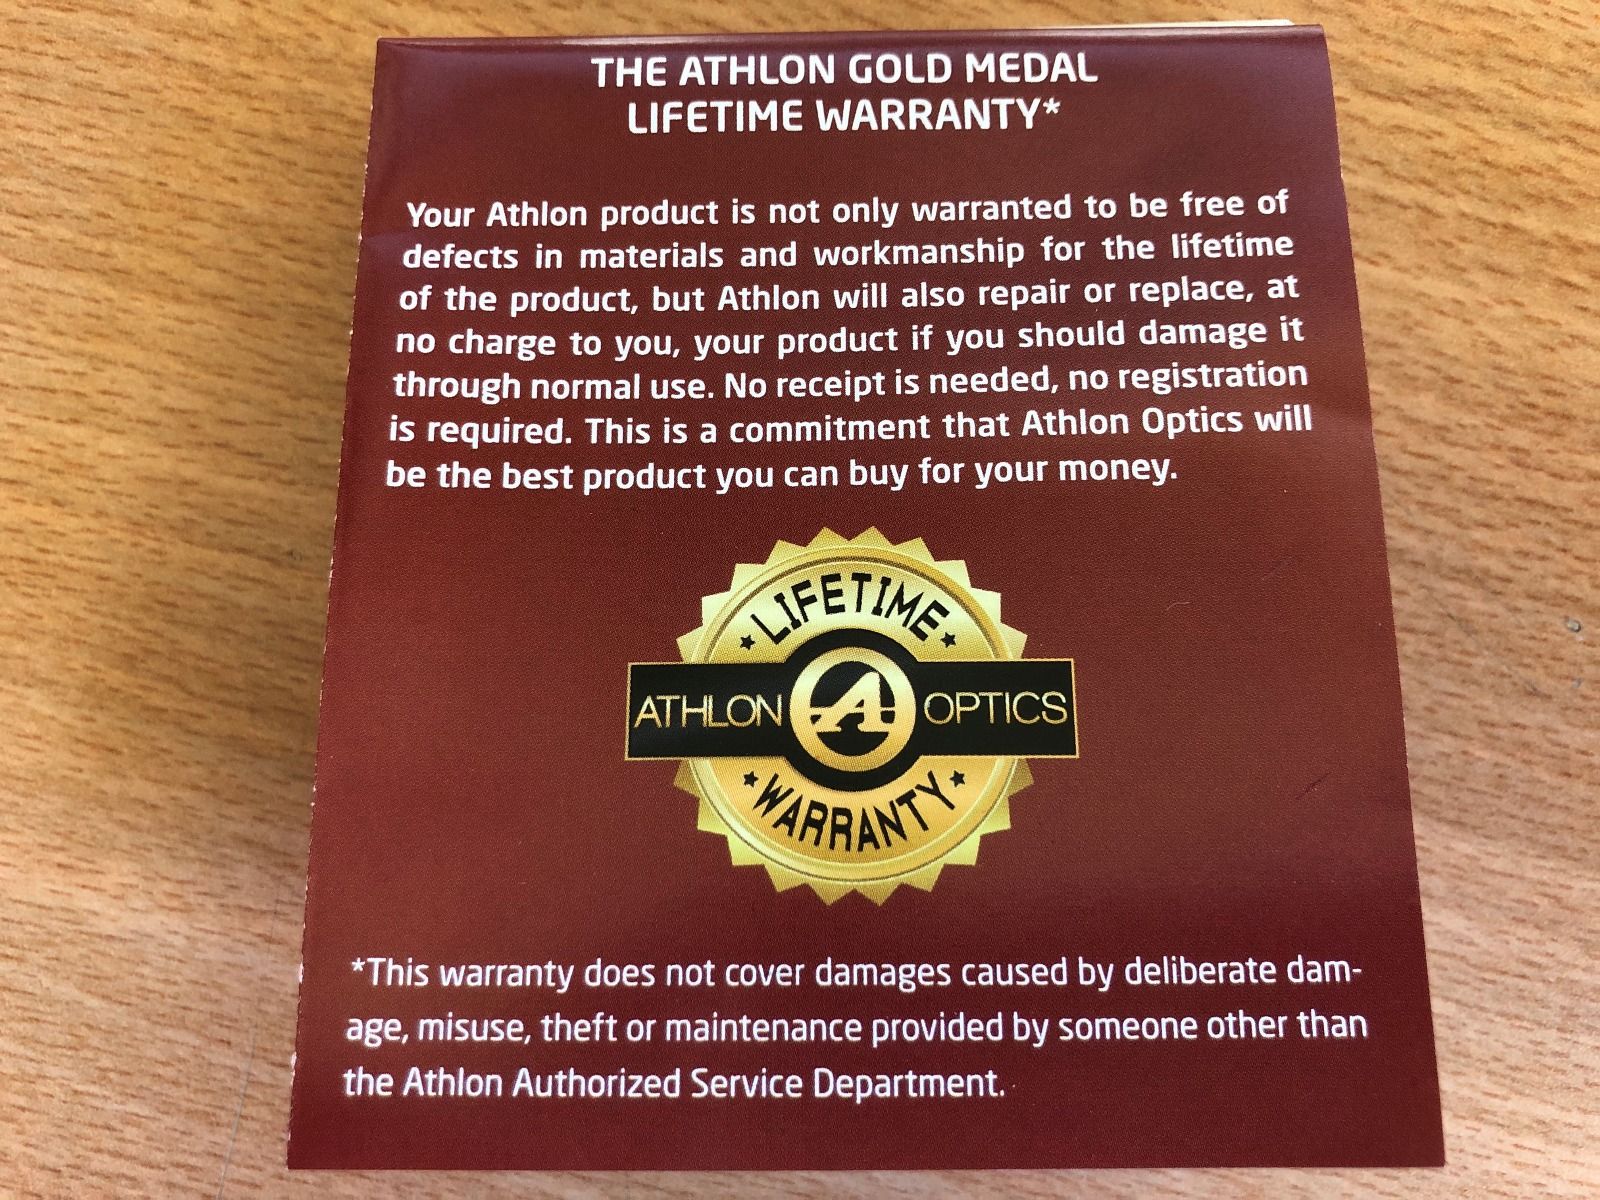 THE ATHLON GOLD MEDAL
LIFETIME WARRANTY*
Your Athlon product is not only warranted to be free of
defects in materials and workmanship for the lifetime
of the product, but Athlon will also repair or replace, at
no charge to you, your product if you should damage it
through normal use. No receipt is needed, no registration
is required. This is a commitment that Athlon Optics will
be the best product you can buy for your money.
LIFETIME
ATHLON A OPTICS
WARRANTY
*This warranty does not cover damages caused by deliberate dam-
age, misuse, theft or maintenance provided by someone other than
the Athlon Authorized Service Department.